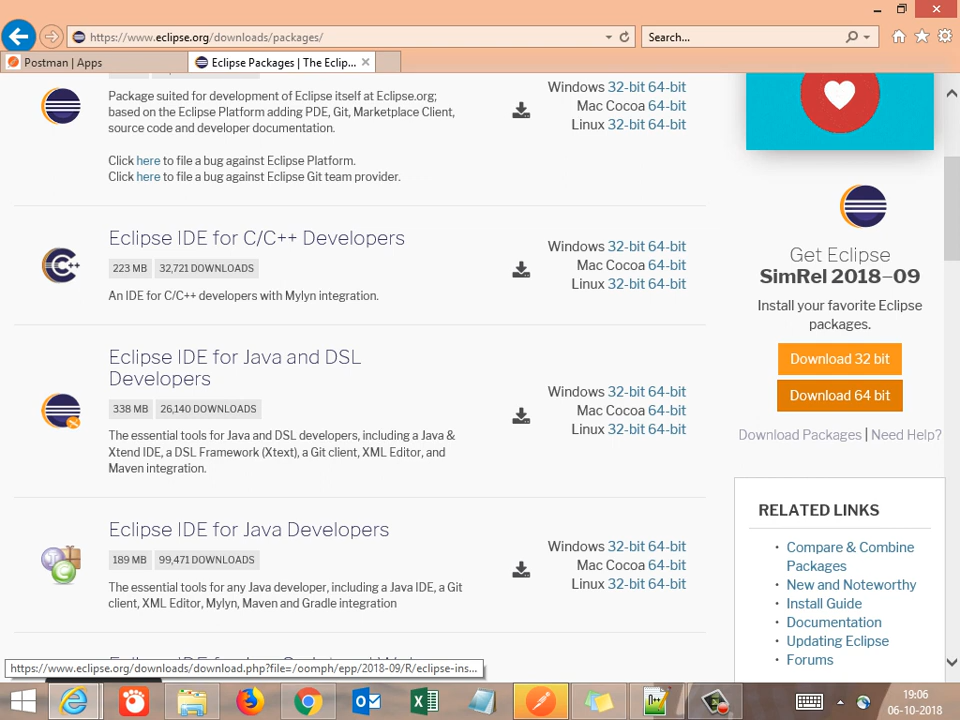 https://www.eclipse.org/downloads/packages/
Search...
Postman | Apps
Eclipse Packages | The Eclip...
Package suited for development of Eclipse itself at Eclipse.org;
based on the Eclipse Platform adding PDE, Git, Marketplace Client,
source code and developer documentation.
Click here to file a bug against Eclipse Platform.
Click here to file a bug against Eclipse Git team provider.
Windows 32-bit 64-bit
Mac Cocoa 64-bit
Linux 32-bit 64-bit
Eclipse IDE for C/C++ Developers
223 MB 32,721 DOWNLOADS
An IDE for C/C++ developers with Mylyn integration.
Windows 32-bit 64-bit
Mac Cocoa 64-bit
Linux 32-bit 64-bit
Eclipse IDE for Java and DSL
Developers
338 MB 26,140 DOWNLOADS
The essential tools for Java and DSL developers, including a Java &
Xtend IDE, a DSL Framework (Xtext), a Git client, XML Editor, and
Maven integration.
Windows 32-bit 64-bit
Mac Cocoa 64-bit
Linux 32-bit 64-bit
Eclipse IDE for Java Developers
189 MB 99,471 DOWNLOADS
The essential tools for any Java developer, including a Java IDE, a Git
client, XML Editor, Mylyn, Maven and Gradle integration
Windows 32-bit 64-bit
Mac Cocoa 64-bit
Linux 32-bit 64-bit
Get Eclipse
SimRel 2018-09
Install your favorite Eclipse
packages.
Download 32 bit
Download 64 bit
Download Packages | Need Help?
RELATED LINKS
• Compare & Combine
Packages
• New and Noteworthy
• Install Guide
• Documentation
• Updating Eclipse
• Forums
https://www.eclipse.org/downloads/download.php?file=/oomph/epp/2018-09/R/eclipse-ins...
19:06
06-10-2018